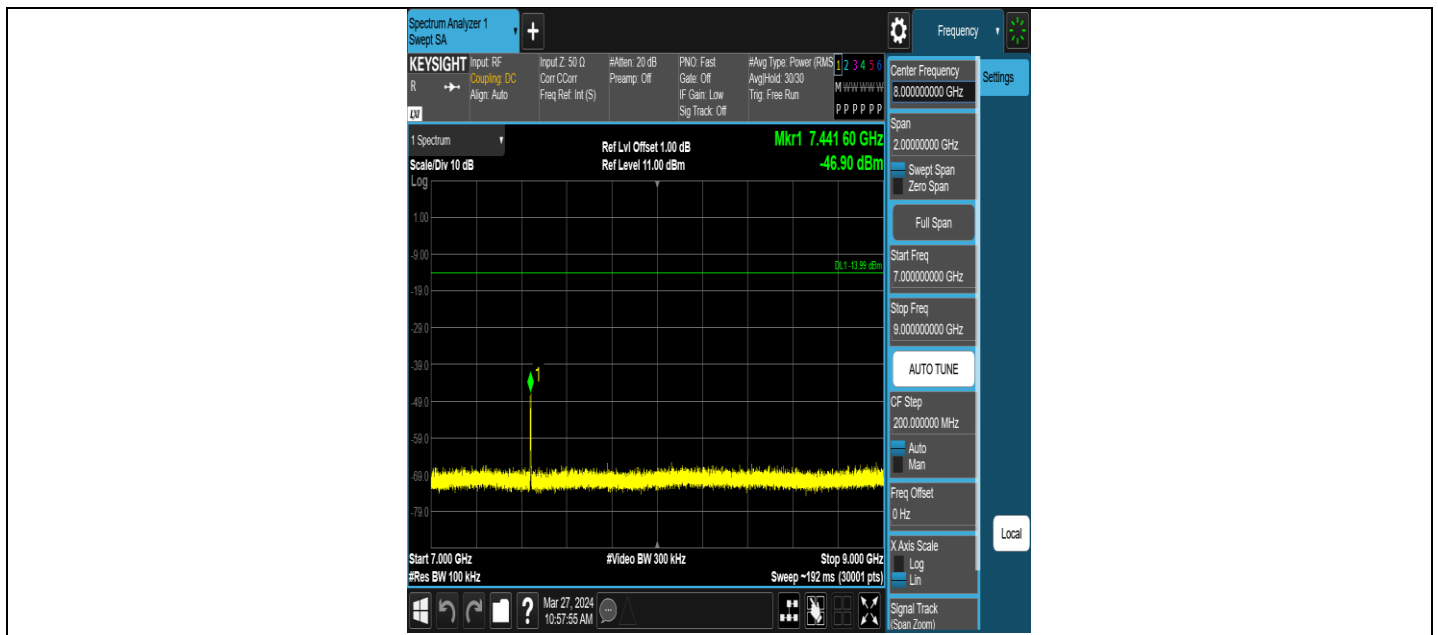 Spectrum Analyzer 1
Swept SA
+
Frequency
KEYSIGHT
R
LXI
Input: RF
Coupling: DC
Align: Auto
Input Z: 50 Ω
Corr CCorr
Freq Ref: Int (S)
#Atten: 20 dB
Preamp: Off
PNO: Fast
Gate: Off
IF Gain: Low
Sig Track: Off
#Avg Type: Power (RMS
Avg|Hold: 30/30
Trig: Free Run
1 2 3 4 5 6
M W W W W W
P P P P P P
1 Spectrum
Scale/Div 10 dB
Log
Ref Lvl Offset 1.00 dB
Ref Level 11.00 dBm
Mkr1 7.441 60 GHz
-46.90 dBm
1.00
-9.00
DL1 -13.99 dBm
-19.0
-29.0
-39.0
1
-49.0
-59.0
-69.0
-79.0
Start 7.000 GHz
#Res BW 100 kHz
#Video BW 300 kHz
Stop 9.000 GHz
Sweep ~192 ms (30001 pts)
Center Frequency
8.000000000 GHz
Settings
Span
2.00000000 GHz
Swept Span
Zero Span
Full Span
Start Freq
7.000000000 GHz
Stop Freq
9.000000000 GHz
AUTO TUNE
CF Step
200.000000 MHz
Auto
Man
Freq Offset
0 Hz
X Axis Scale
Log
Lin
Local
Signal Track
(Span Zoom)
?
Mar 27, 2024
10:57:55 AM